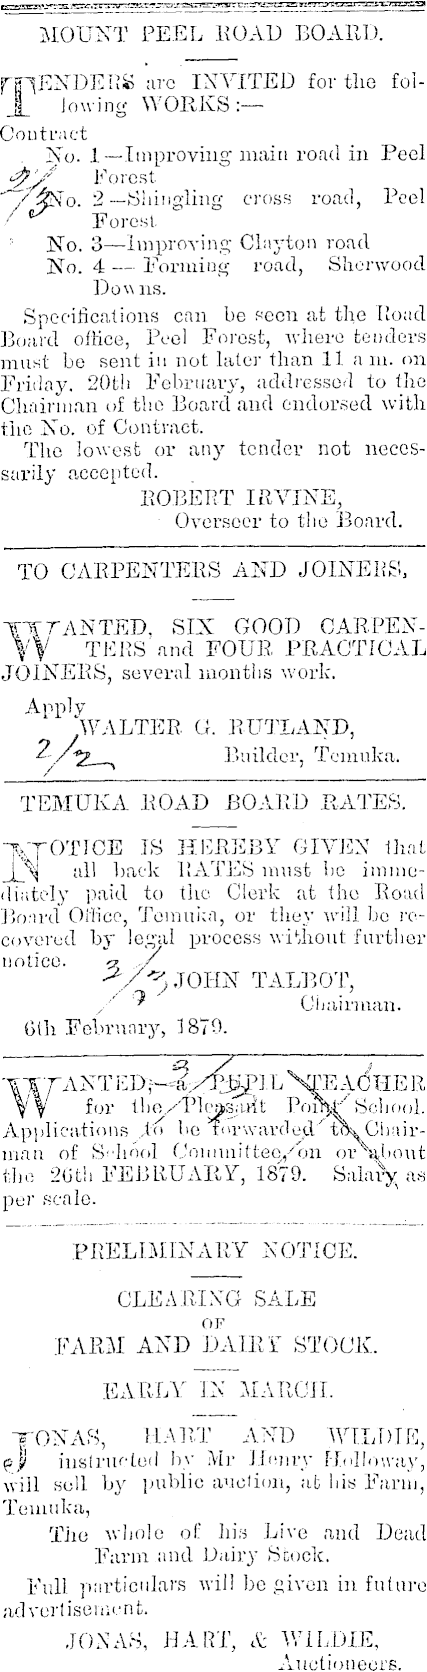 MOUNT PEEL ROAD BOARD.
TENDERS are INVITED for the fol-
lowing WORKS:—
Contract
No. 1—Improving main road in Peel
Forest
2/3
No. 2—Shingling cross road, Peel
Forest
No. 3—Improving Clayton road
No. 4 — Forming road, Sherwood
Downs.
Specifications can be seen at the Road
Board office, Peel Forest, where tenders
must be sent in not later than 11 a m. on
Friday, 20th February, addressed to the
Chairman of the Board and endorsed with
the No. of Contract.
The lowest or any tender not neces-
sarily accepted.
ROBERT IRVINE,
Overseer to the Board.
TO CARPENTERS AND JOINERS,
WANTED, SIX GOOD CARPEN-
TERS and FOUR PRACTICAL
JOINERS, several months work.
Apply
WALTER G. RUTLAND,
2/2
Builder, Temuka.
TEMUKA ROAD BOARD RATES.
NOTICE IS HEREBY GIVEN that
all back RATES must be imme-
diately paid to the Clerk at the Road
Board Office, Temuka, or they will be re-
covered by legal process without further
notice.
JOHN TALBOT,
Chairman.
6th February, 1879.
WANTED,—a PUPIL TEACHER
for the Pleasant Point School.
Applications to be forwarded to Chair-
man of School Committee, on or about
the 26th FEBRUARY, 1879. Salary as
per scale.
PRELIMINARY NOTICE.
CLEARING SALE
OF
FARM AND DAIRY STOCK.
EARLY IN MARCH.
JONAS, HART AND WILDIE,
instructed by Mr Henry Holloway,
will sell by public auction, at his Farm,
Temuka,
The whole of his Live and Dead
Farm and Dairy Stock.
Full particulars will be given in future
advertisement.
JONAS, HART, & WILDIE,
Auctioneers.